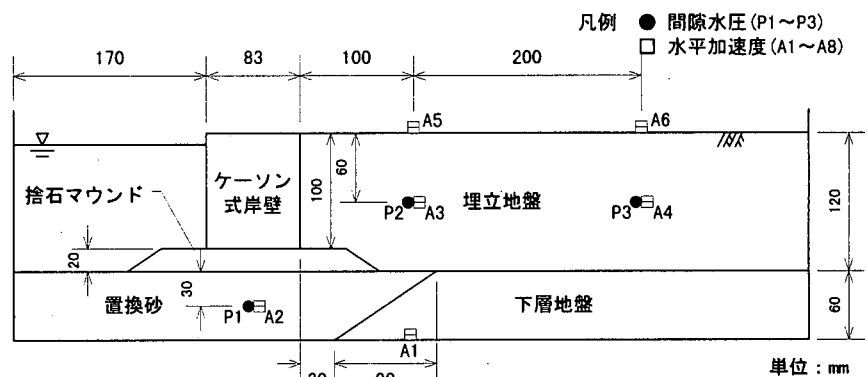 凡例 ● 間隙水圧(P1～P3)
□ 水平加速度(A1～A8)
170
83
100
200
A5
A6
捨石マウンド
ケーソン
式岸壁
100
60
P2
A3
埋立地盤
P3
A4
120
20
30
置換砂
P1
A2
下層地盤
60
A1
単位：mm